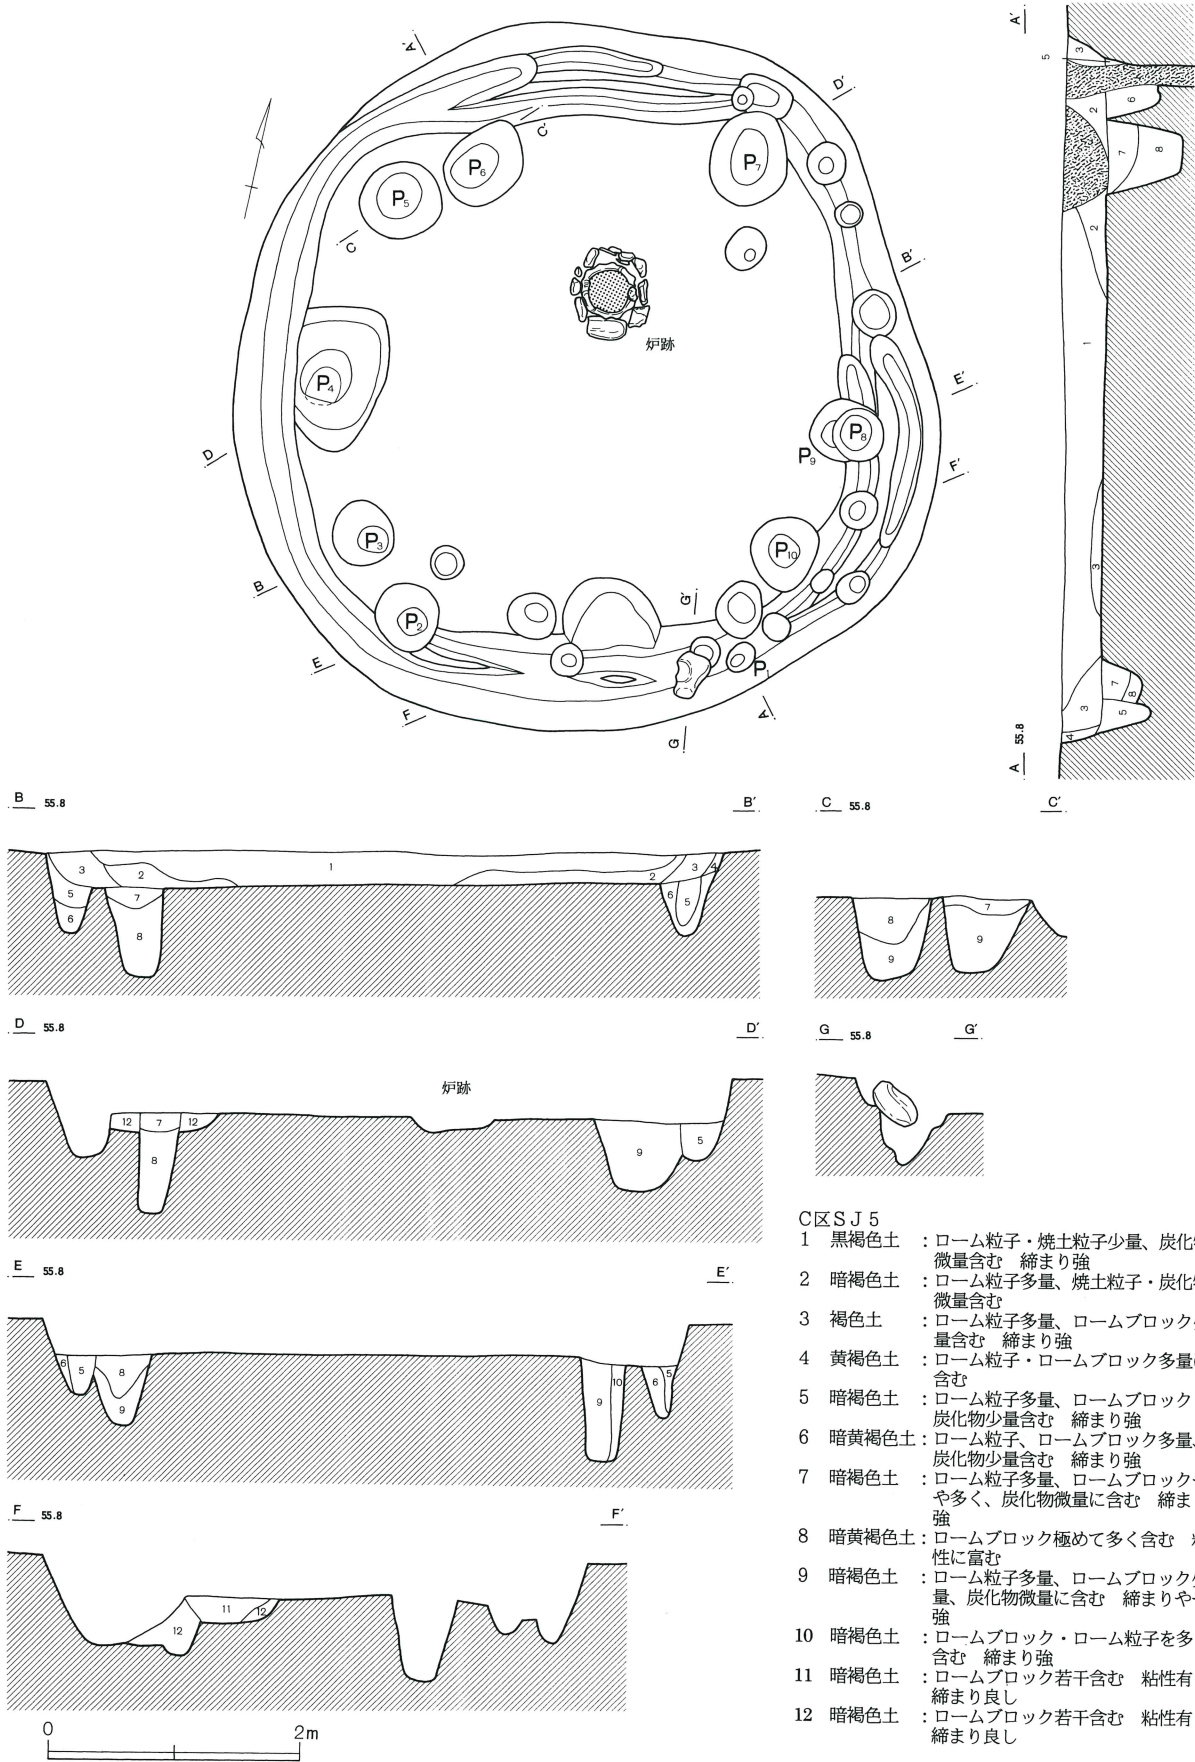 A'
D'
C'
P6
P7
P5
C
B'
炉跡
P4
E'
P8
P9
F'
D
P3
P10
B
G'
P2
P1
E
F
A
G
A'
5
3
2
6
7
8
2
1
3
7
8
3
5
4
A 55.8
B 55.8
B'
C 55.8
C'
3
2
1
2
3
4
5
7
6
5
6
8
8
7
9
9
D 55.8
D'
G 55.8
G'
炉跡
12
7
12
8
9
5
E 55.8
E'
6
5
8
9
9
10
6
5
F 55.8
F'
11
12
12
0
2m
C区SJ5
1 黒褐色土 :ローム粒子・焼土粒子少量、炭化
微量含む 締まり強
2 暗褐色土 :ローム粒子多量、焼土粒子・炭化
微量含む
3 褐色土 :ローム粒子多量、ロームブロック
量含む 締まり強
4 黄褐色土 :ローム粒子・ロームブロック多量
含む
5 暗褐色土 :ローム粒子多量、ロームブロック
炭化物少量含む 締まり強
6 暗黄褐色土:ローム粒子、ロームブロック多量、
炭化物少量含む 締まり強
7 暗褐色土 :ローム粒子多量、ロームブロック
や多く、炭化物微量に含む 締ま
強
8 暗黄褐色土:ロームブロック極めて多く含む
性に富む
9 暗褐色土 :ローム粒子多量、ロームブロック
量、炭化物微量に含む 締まりや
強
10 暗褐色土 :ロームブロック・ローム粒子を多
含む 締まり強
11 暗褐色土 :ロームブロック若干含む 粘性有
締まり良し
12 暗褐色土 :ロームブロック若干含む 粘性有
締まり良し